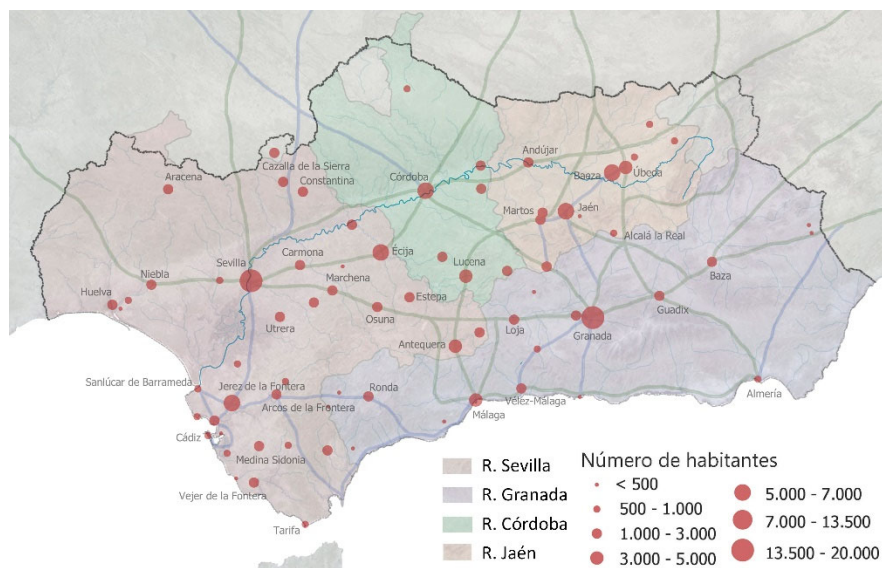 Andújar
Cazalla de la Sierra
Aracena
Constantina
Córdoba
Baeza
Úbeda
Martos
Jaén
Alcalá la Real
Sevilla
Carmona
Écija
Niebla
Marchena
Lucena
Baza
Huelva
Estepa
Guadix
Utrera
Osuna
Loja
Granada
Antequera
Sanlúcar de Barrameda
Jerez de la Fontera
Ronda
Arcos de la Frontera
Málaga
Vélez-Málaga
Almería
Cádiz
Medina Sidonia
Vejer de la Fontera
Tarifa
R. Sevilla
R. Granada
R. Córdoba
R. Jaén
Número de habitantes
< 500
500 - 1.000
1.000 - 3.000
3.000 - 5.000
5.000 - 7.000
7.000 - 13.500
13.500 - 20.000